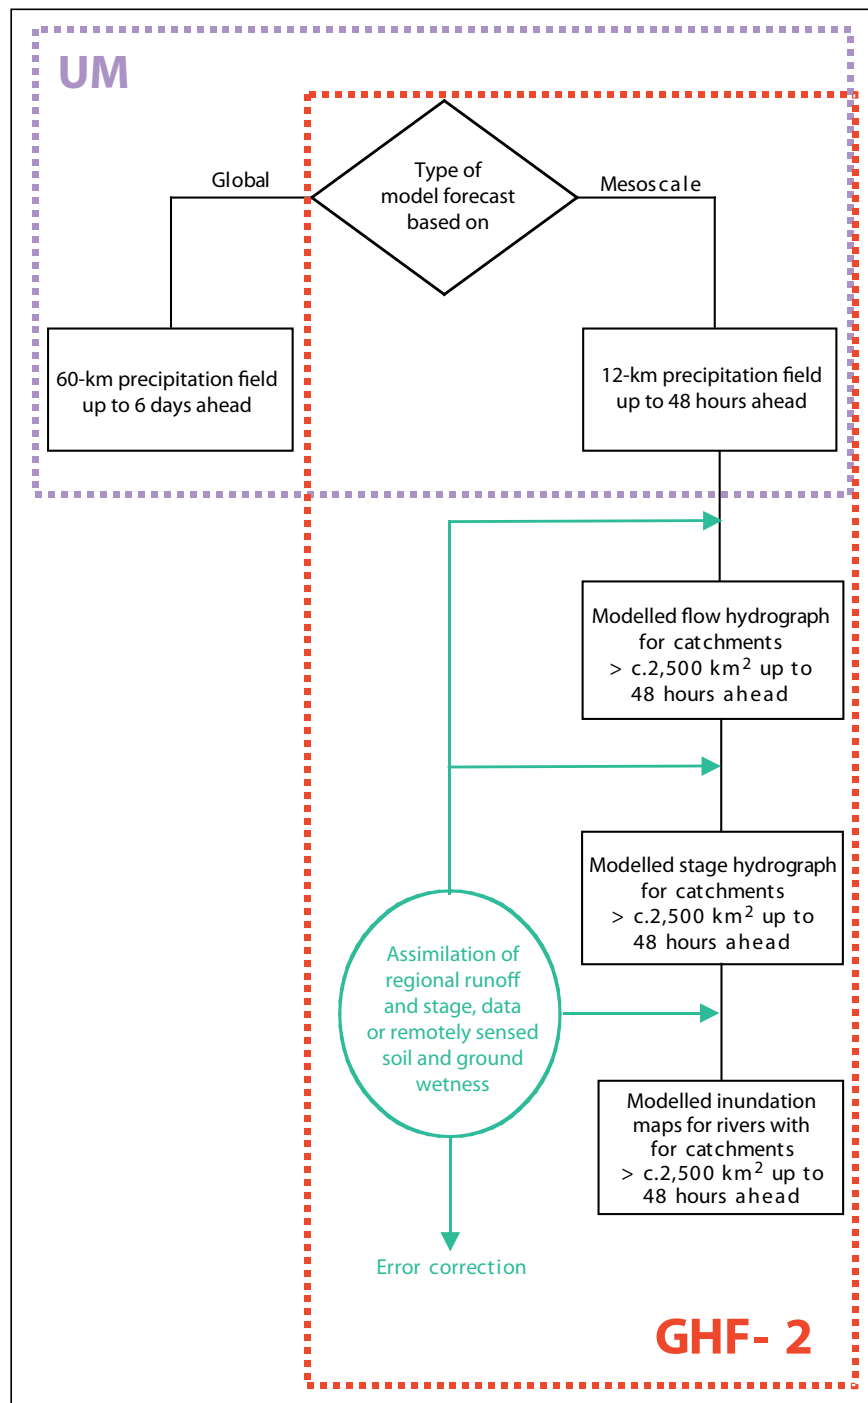 UM
Type of
model forecast
based on
Global
Mesoscale
60-km precipitation field
up to 6 days ahead
12-km precipitation field
up to 48 hours ahead
Modelled flow hydrograph
for catchments
> c.2,500 km² up to
48 hours ahead
Modelled stage hydrograph
for catchments
> c.2,500 km² up to
48 hours ahead
Assimilation of
regional runoff
and stage, data
or remotely sensed
soil and ground
wetness
Modelled inundation
maps for rivers with
for catchments
> c.2,500 km² up to
48 hours ahead
Error correction
GHF- 2